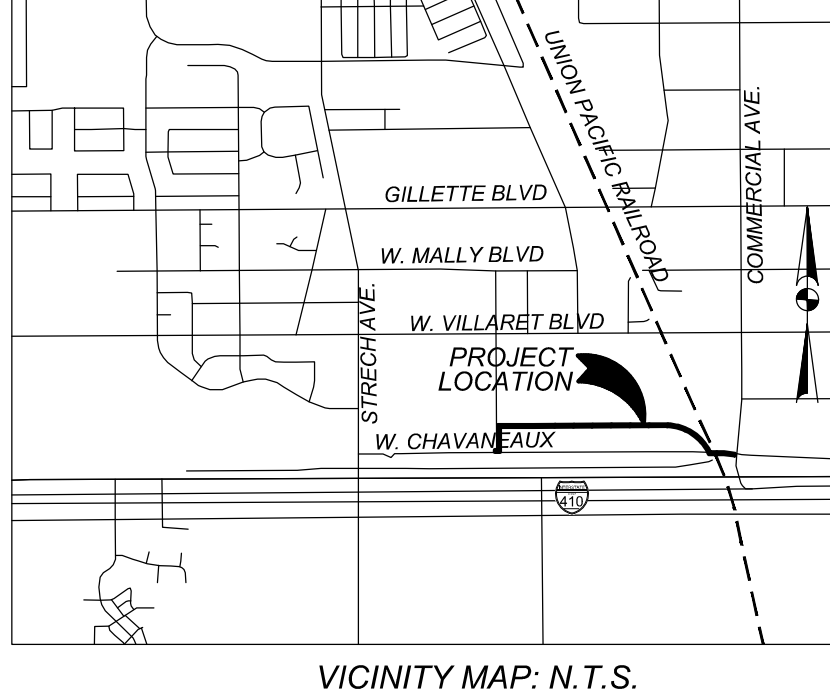 UNION PACIFIC RAILROAD
COMMERCIAL AVE.
GILLETTE BLVD
W. MALLY BLVD
STRECH AVE.
W. VILLARET BLVD
PROJECT
LOCATION
W. CHAVANEAUX
INTERSTATE
410
VICINITY MAP: N.T.S.